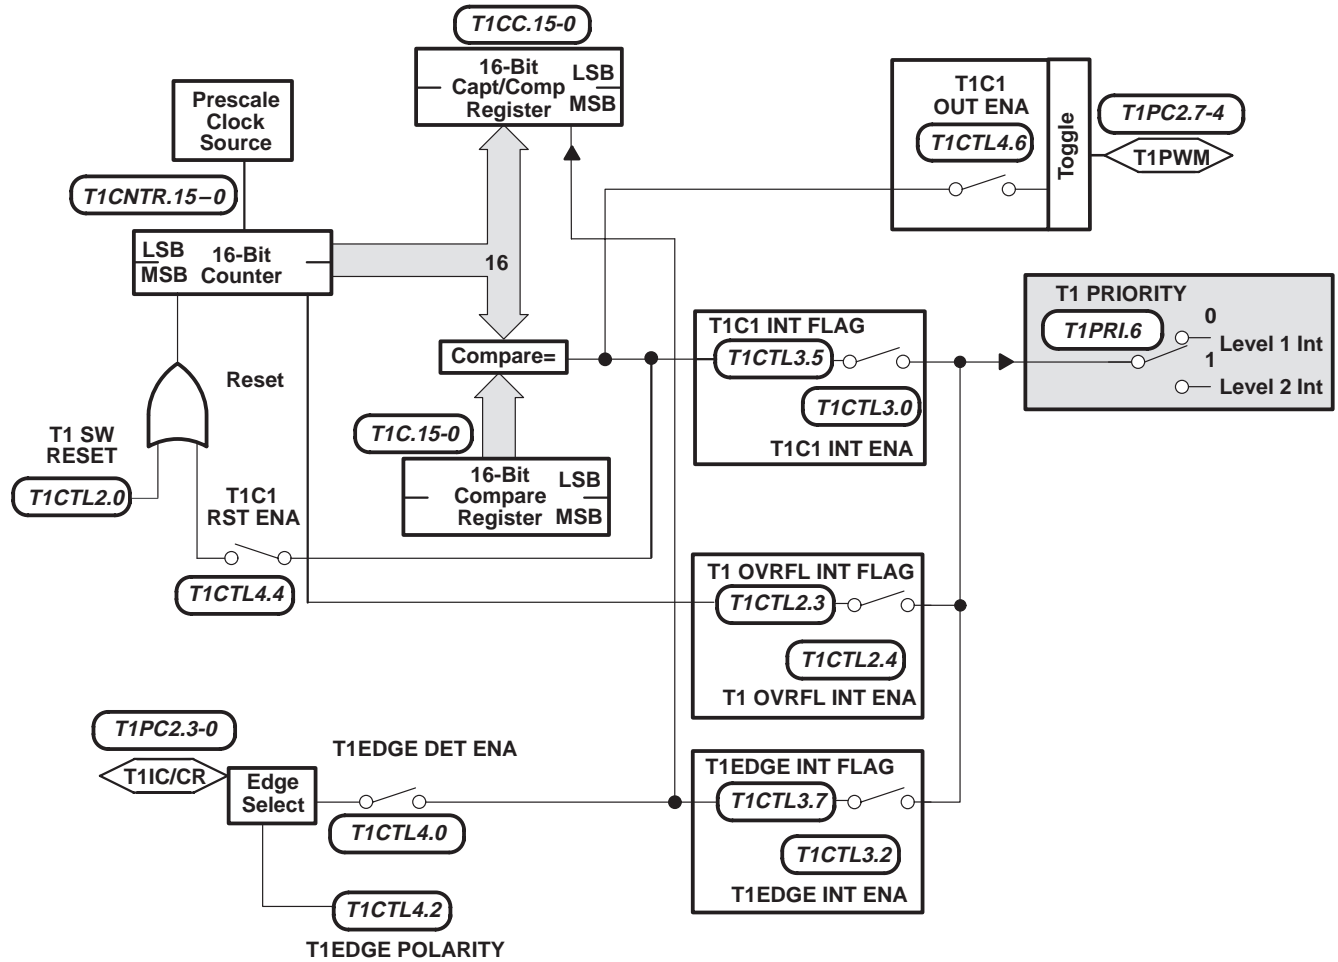 T1CC.15-0
16-Bit
Capt/Comp
Register
LSB
MSB
Prescale
Clock
Source
T1CNTR.15–0
LSB
MSB
16-Bit
Counter
16
T1C1
OUT ENA
T1CTL4.6
Toggle
T1PC2.7-4
T1PWM
Compare=
T1C.15-0
16-Bit
Compare
Register
LSB
MSB
Reset
T1 SW
RESET
T1CTL2.0
T1C1
RST ENA
T1CTL4.4
T1C1 INT FLAG
T1CTL3.5
T1CTL3.0
T1C1 INT ENA
T1 PRIORITY
T1PRI.6
0
Level 1 Int
1
Level 2 Int
T1 OVRFL INT FLAG
T1CTL2.3
T1CTL2.4
T1 OVRFL INT ENA
T1PC2.3-0
T1IC/CR
Edge
Select
T1EDGE DET ENA
T1CTL4.0
T1CTL4.2
T1EDGE POLARITY
T1EDGE INT FLAG
T1CTL3.7
T1CTL3.2
T1EDGE INT ENA